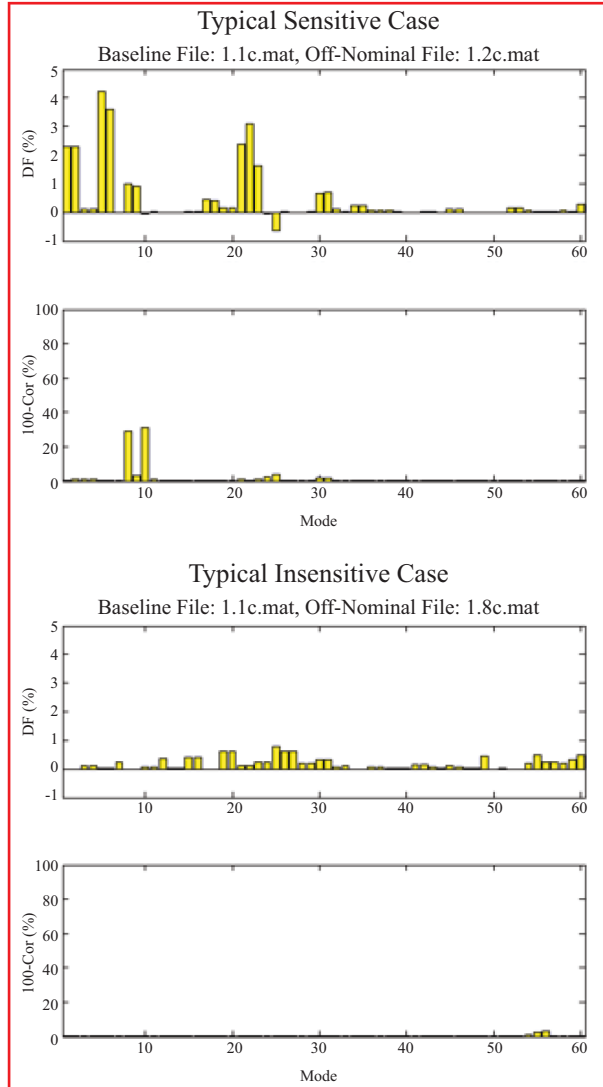 Typical Sensitive Case
Baseline File: 1.1c.mat, Off-Nominal File: 1.2c.mat
DF (%)
5
4
3
2
1
0
-1
10 20 30 40 50 60
100-Cor (%)
100
80
60
40
20
0
10 20 30 40 50 60
Mode
Typical Insensitive Case
Baseline File: 1.1c.mat, Off-Nominal File: 1.8c.mat
DF (%)
5
4
3
2
1
0
-1
10 20 30 40 50 60
100-Cor (%)
100
80
60
40
20
0
10 20 30 40 50 60
Mode